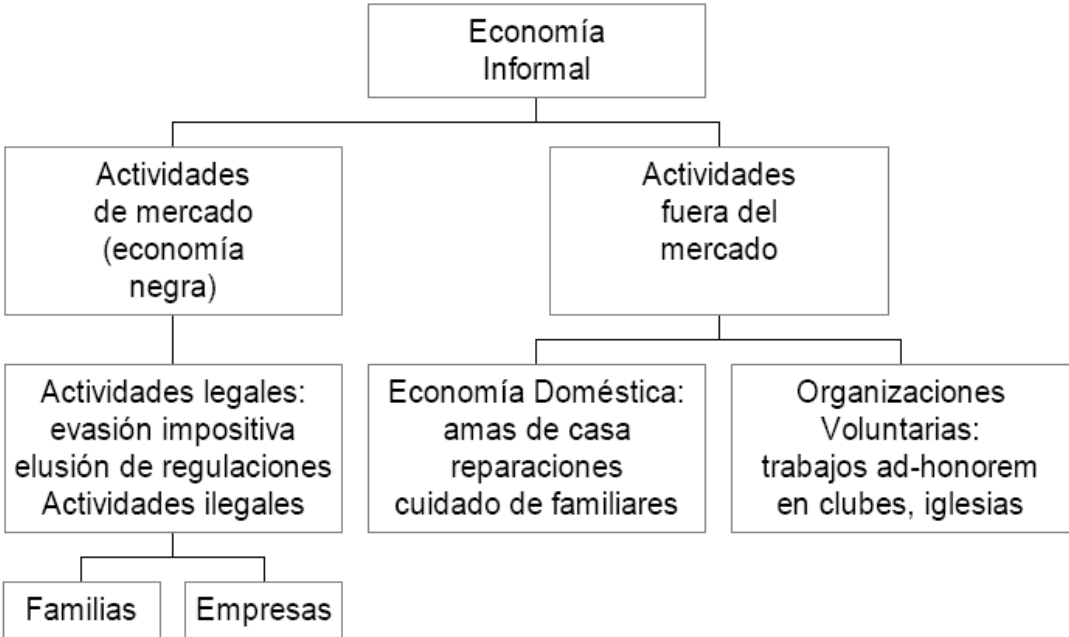 Economía
Informal
Actividades
de mercado
(economía
negra)
Actividades
fuera del
mercado
Actividades legales:
evasión impositiva
elusión de regulaciones
Actividades ilegales
Economía Doméstica:
amas de casa
reparaciones
cuidado de familiares
Organizaciones
Voluntarias:
trabajos ad-honorem
en clubes, iglesias
Familias
Empresas